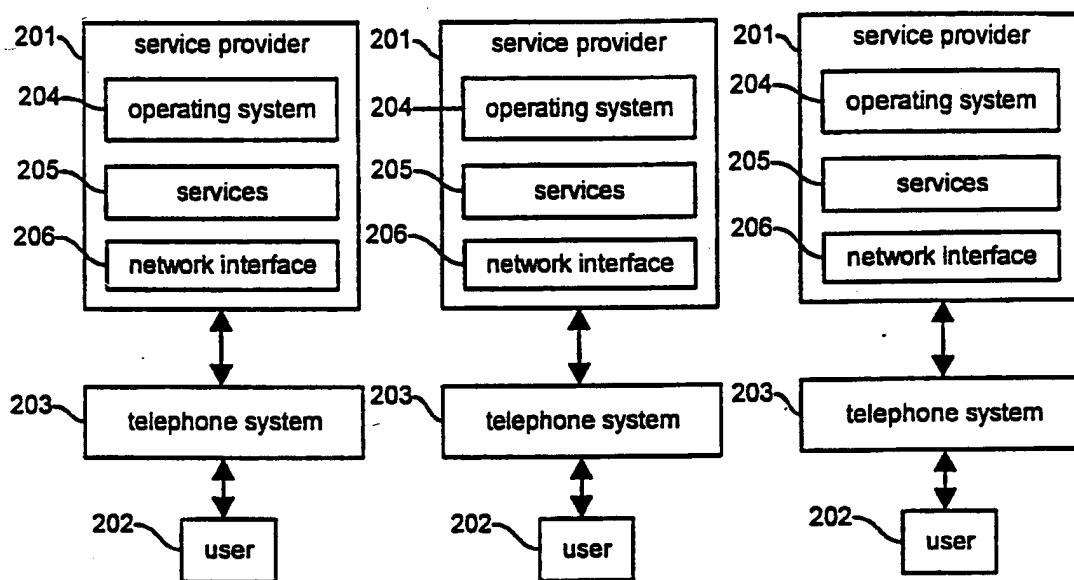 201 service provider
204 operating system
205 services
206 network interface
203 telephone system
202 user
201 service provider
204 operating system
205 services
206 network interface
203 telephone system
202 user
201 service provider
204 operating system
205 services
206 network interface
203 telephone system
202 user